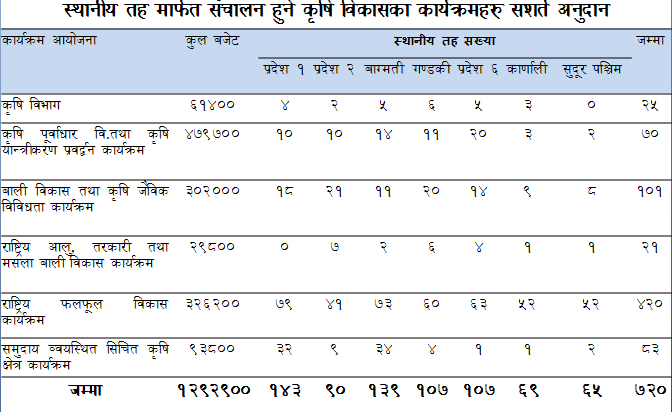 स्थानीय तह मार्फत संचालन हुने कृषि विकासका कार्यक्रमहरु सशर्त अनुदान
कार्यक्रम आयोजना कुल बजेट स्थानीय तह सख्या जम्मा
प्रदेश १ प्रदेश २ बाग्मती गण्डकी प्रदेश ६ कार्णाली सुदूर पश्चिम
कृषि विभाग ६१४०० ४ २ ५ ६ ५ ३ ० २५
कृषि पूर्वाधार वि.तथा कृषि ४७९७०० १० १० १४ ११ २० ३ २ ७०
यान्त्रीकरण प्रवर्द्धन कार्यक्रम
बाली विकास तथा कृषि जैविक ३०२००० १८ २१ ११ २० १४ ९ ८ १०१
विविधता कार्यक्रम
राष्ट्रिय आलु, तरकारी तथा २९८०० ० ७ २ ६ ४ १ १ २१
मसला बाली विकास कार्यक्रम
राष्ट्रिय फलफूल विकास ३२६२०० ७९ ४१ ७३ ६० ६३ ५२ ५२ ४२०
कार्यक्रम
समुदाय व्वयस्थित सिचित कृषि ९३८०० ३२ ९ ३४ ४ १ १ २ ८३
क्षेत्र कार्यक्रम
जम्मा १२९२९०० १४३ ९० १३९ १०७ १०७ ६९ ६५ ७२०